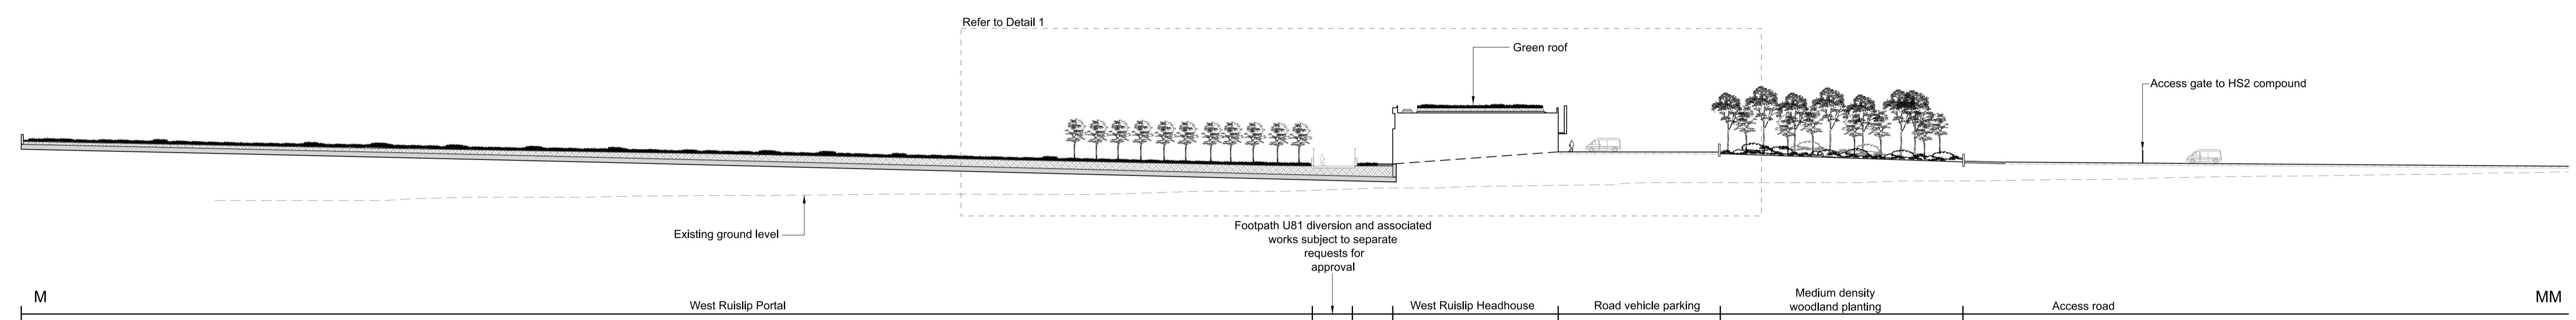 Refer to Detail 1
Green roof
Access gate to HS2 compound
Existing ground level
Footpath U81 diversion and associated
works subject to separate
requests for
approval
M
MM
West Ruislip Portal
West Ruislip Headhouse
Road vehicle parking
Medium density
woodland planting
Access road